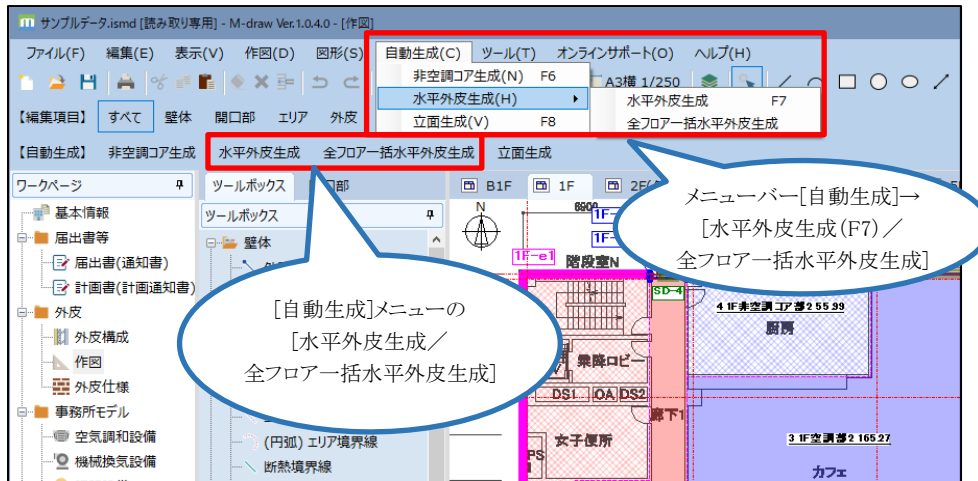 サンプルデータ.ismd [読み取り専用] - M-draw Ver.1.0.4.0 - [作図]
ファイル(F) 編集(E) 表示(V) 作図(D) 図形(S) 自動生成(C) ツール(T) オンラインサポート(O) ヘルプ(H)
非空調コア生成(N) F6
A3横 1/250
水平外皮生成(H)
水平外皮生成 F7
立面生成(V) F8
全フロア一括水平外皮生成
【編集項目】 すべて 壁体 開口部 エリア 外皮
【自動生成】 非空調コア生成 水平外皮生成 全フロア一括水平外皮生成 立面生成
ワークページ
基本情報
届出書等
届出書(通知書)
計画書(計画通知書)
外皮
外皮構成
作図
外皮仕様
事務所モデル
空気調和設備
機械換気設備
ツールボックス
ツールボックス
壁体
(円弧) エリア境界線
断熱境界線
B1F 1F 2F
N
6900
1F-e1
階段室N
SD-4
4 1F非空調コア部2 55.99
厨房
乗降ロビー
DS1 OA DS2
廊下1
女子便所
PS
3 1F空調部2 165.27
カフェ
メニューバー[自動生成]→
[水平外皮生成(F7)／
全フロア一括水平外皮生成]
[自動生成]メニューの
[水平外皮生成／
全フロア一括水平外皮生成]